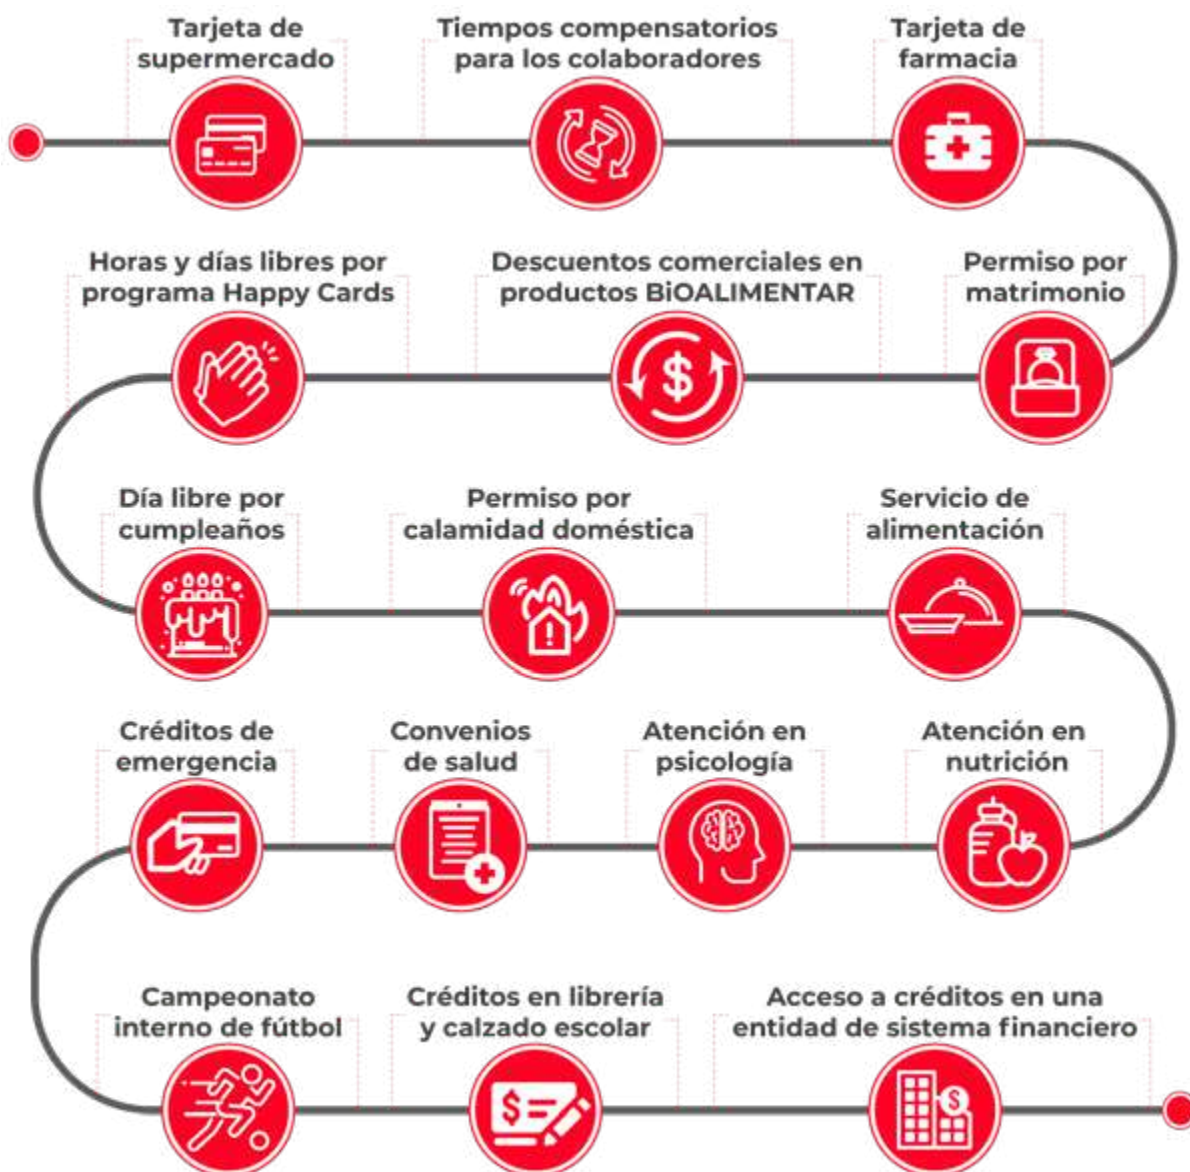 Tarjeta de
supermercado
Tiempos compensatorios
para los colaboradores
Tarjeta de
farmacia
Horas y días libres por
programa Happy Cards
Descuentos comerciales en
productos BiOALIMENTAR
Permiso por
matrimonio
Día libre por
cumpleaños
Permiso por
calamidad doméstica
Servicio de
alimentación
Créditos de
emergencia
Convenios
de salud
Atención en
psicología
Atención en
nutrición
Campeonato
interno de fútbol
Créditos en librería
y calzado escolar
Acceso a créditos en una
entidad de sistema financiero